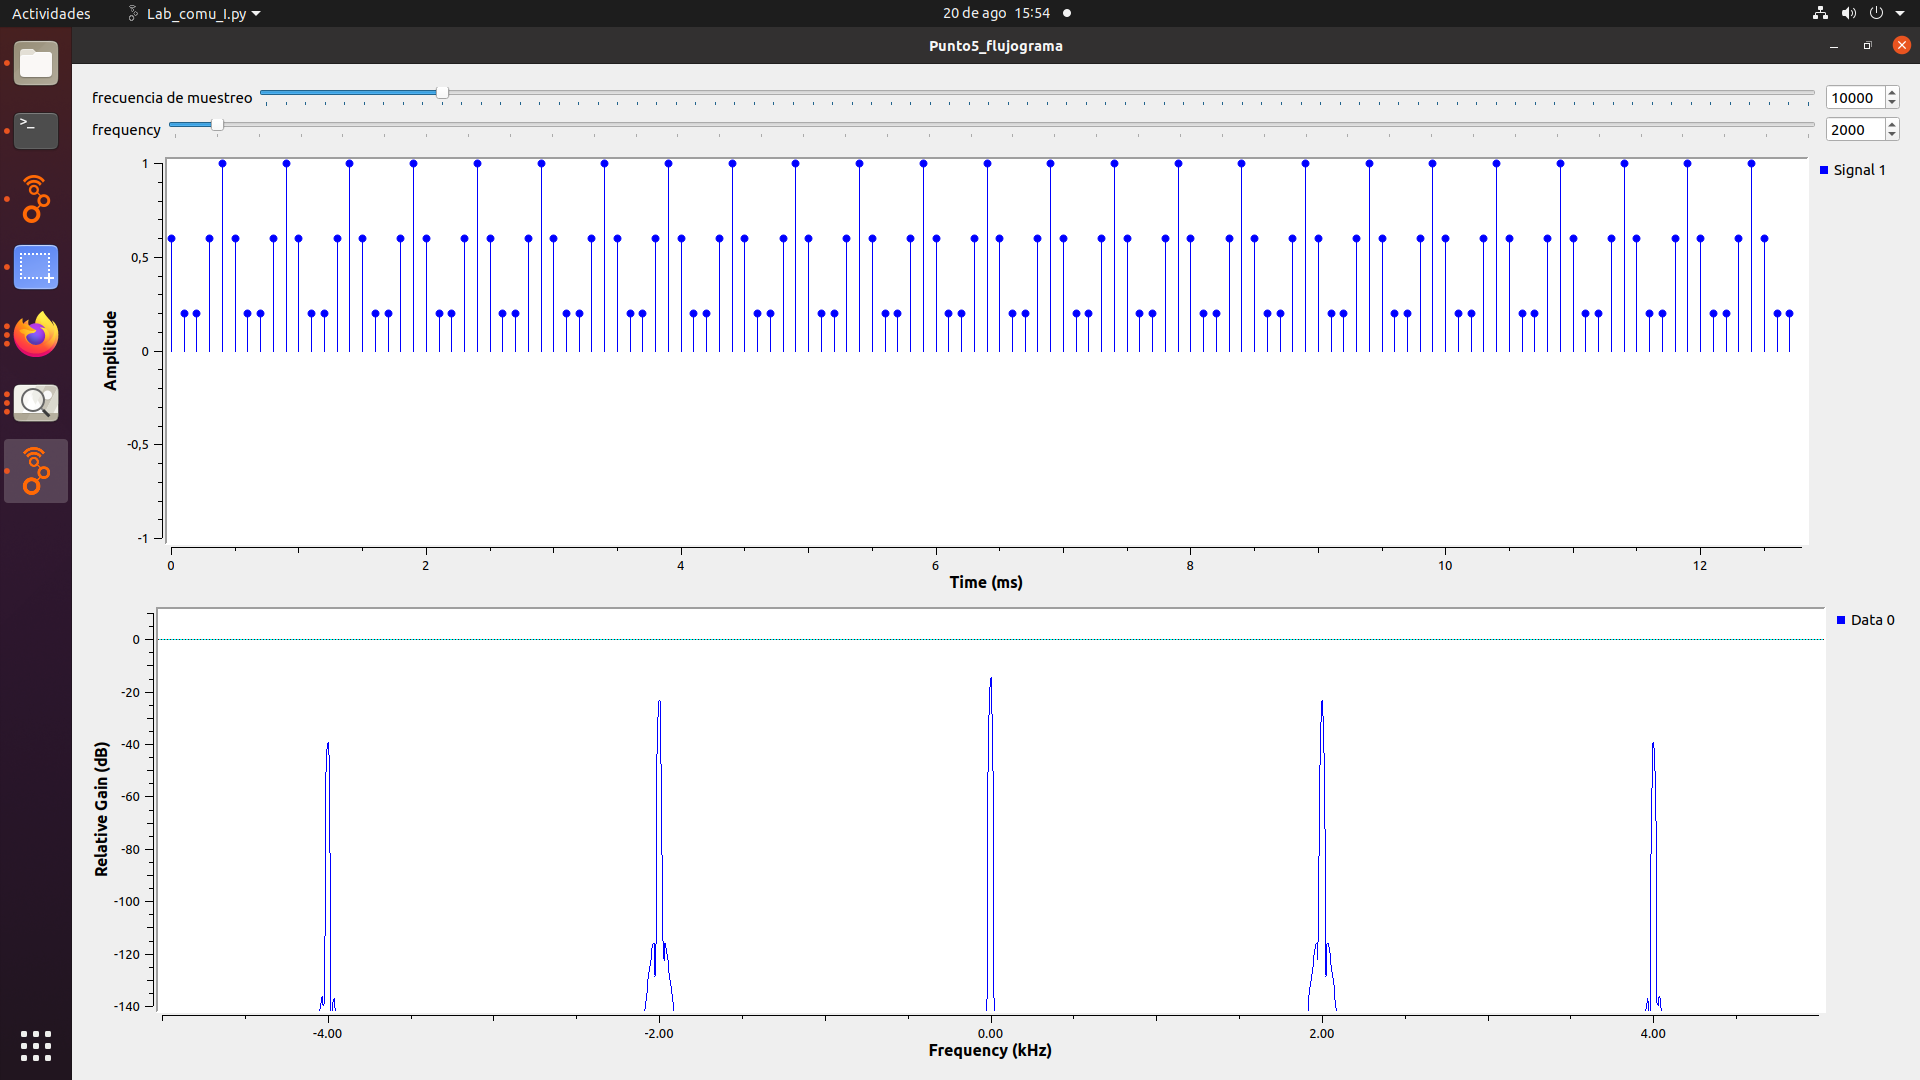 Actividades Lab_comu_I.py 20 de ago 15:54
Punto5_flujograma
frecuencia de muestreo 10000
frequency 2000
Signal 1
1
0,5
0
-0,5
-1
Amplitude
0 2 4 6 8 10 12
Time (ms)
Data 0
0
-20
-40
-60
-80
-100
-120
-140
Relative Gain (dB)
-4.00 -2.00 0.00 2.00 4.00
Frequency (kHz)